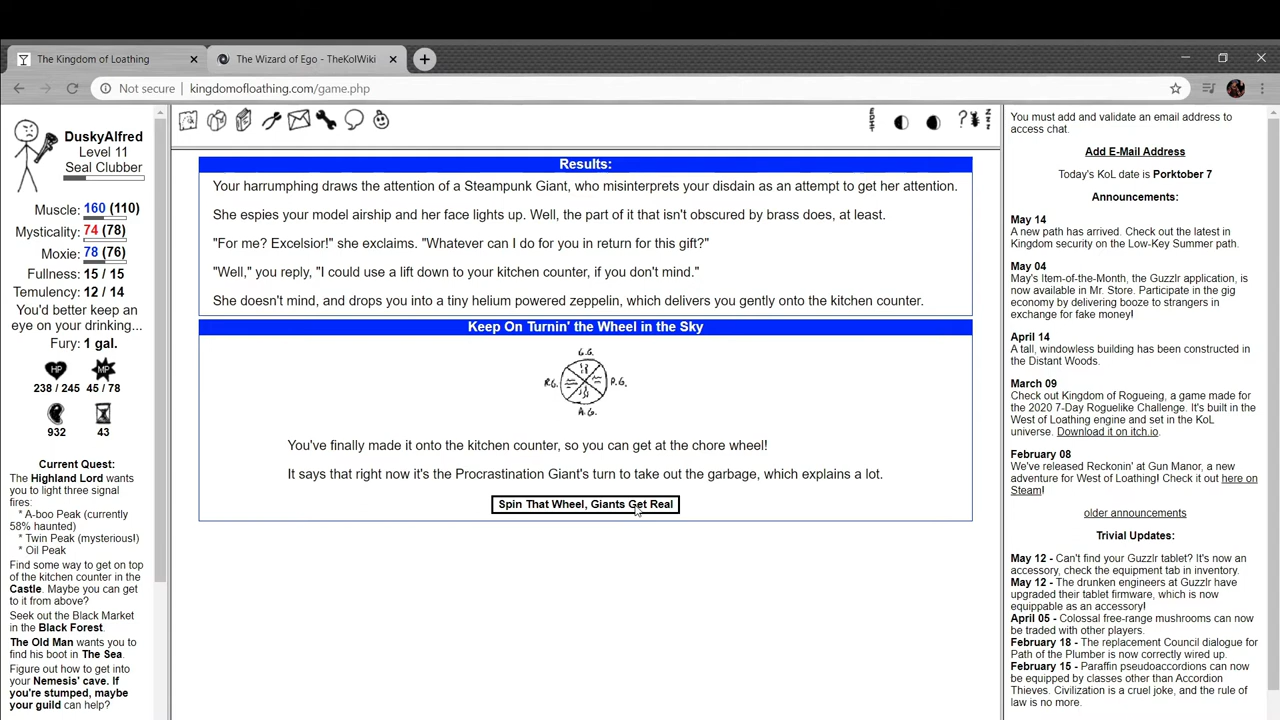 The Kingdom of Loathing
The Wizard of Ego - TheKolWiki
Not secure
kingdomofloathing.com/game.php
DuskyAlfred
Level 11
Seal Clubber
Muscle: 160 (110)
Mysticality: 74 (78)
Moxie: 78 (76)
Fullness: 15 / 15
Temulency: 12 / 14
You'd better keep an
eye on your drinking...
Fury: 1 gal.
HP MP
238 / 245 45 / 78
932 43
Current Quest:
The Highland Lord wants
you to light three signal
fires:
* A-boo Peak (currently
58% haunted)
* Twin Peak (mysterious!)
* Oil Peak
Find some way to get on top
of the kitchen counter in the
Castle. Maybe you can get
to it from above?
Seek out the Black Market
in the Black Forest.
The Old Man wants you to
find his boot in The Sea.
Figure out how to get into
your Nemesis' cave. If
you're stumped, maybe
your guild can help?
EDIT
?
Zzz
Results:
Your harrumphing draws the attention of a Steampunk Giant, who misinterprets your disdain as an attempt to get her attention.
She espies your model airship and her face lights up. Well, the part of it that isn't obscured by brass does, at least.
"For me? Excelsior!" she exclaims. "Whatever can I do for you in return for this gift?"
"Well," you reply, "I could use a lift down to your kitchen counter, if you don't mind."
She doesn't mind, and drops you into a tiny helium powered zeppelin, which delivers you gently onto the kitchen counter.
Keep On Turnin' the Wheel in the Sky
G.G.
R.G. P.G.
A.G.
You've finally made it onto the kitchen counter, so you can get at the chore wheel!
It says that right now it's the Procrastination Giant's turn to take out the garbage, which explains a lot.
Spin That Wheel, Giants Get Real
You must add and validate an email address to
access chat.
Add E-Mail Address
Today's KoL date is Porktober 7
Announcements:
May 14
A new path has arrived. Check out the latest in
Kingdom security on the Low-Key Summer path.
May 04
May's Item-of-the-Month, the Guzzlr application, is
now available in Mr. Store. Participate in the gig
economy by delivering booze to strangers in
exchange for fake money!
April 14
A tall, windowless building has been constructed in
the Distant Woods.
March 09
Check out Kingdom of Rogueing, a game made for
the 2020 7-Day Roguelike Challenge. It's built in the
West of Loathing engine and set in the KoL
universe. Download it on itch.io.
February 08
We've released Reckonin' at Gun Manor, a new
adventure for West of Loathing! Check it out here on
Steam!
older announcements
Trivial Updates:
May 12 - Can't find your Guzzlr tablet? It's now an
accessory, check the equipment tab in inventory.
May 12 - The drunken engineers at Guzzlr have
upgraded their tablet firmware, which is now
equippable as an accessory!
April 05 - Colossal free-range mushrooms can now
be traded with other players.
February 18 - The replacement Council dialogue for
Path of the Plumber is now correctly wired up.
February 15 - Paraffin pseudoaccordions can now
be equipped by classes other than Accordion
Thieves. Civilization is a cruel joke, and the rule of
law is no more.